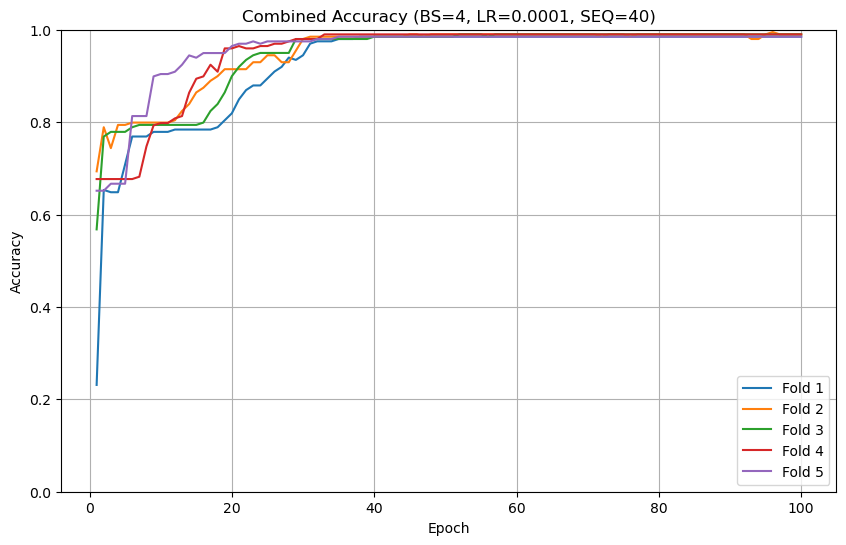 Combined Accuracy (BS=4, LR=0.0001, SEQ=40)
Accuracy
1.0
0.8
0.6
0.4
0.2
0.0
0 20 40 60 80 100
Epoch
Fold 1
Fold 2
Fold 3
Fold 4
Fold 5